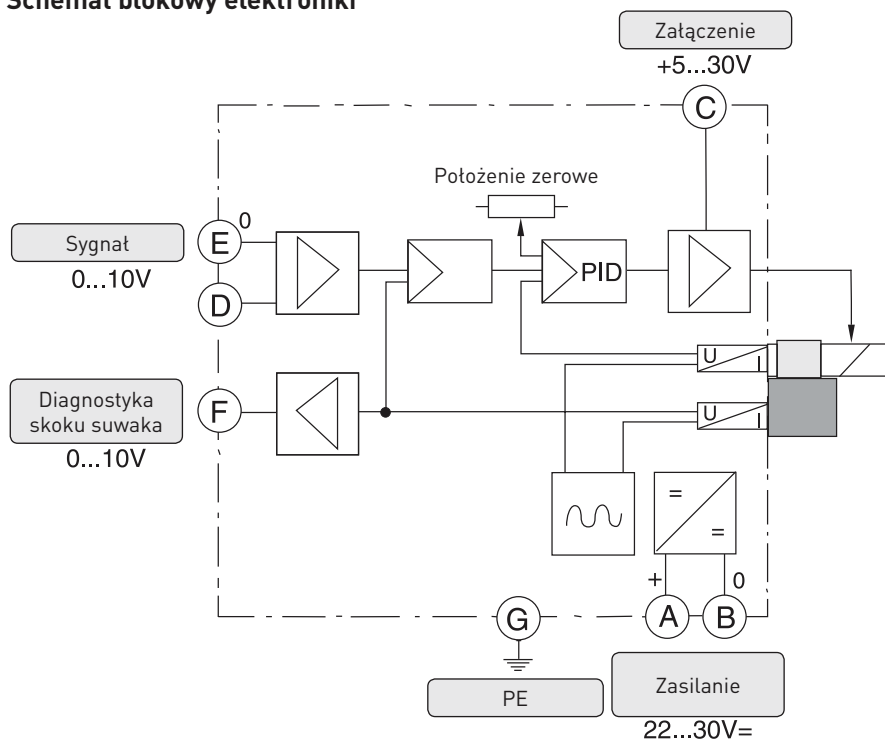 Schemat blokowy elektroniki
Załączenie
+5...30V
C
Położenie zerowe
E
0
Sygnał
0...10V
D
PID
U
I
Diagnostyka
skoku suwaka
0...10V
F
U
I
=
=
+
0
G
A
B
PE
Zasilanie
22...30V=